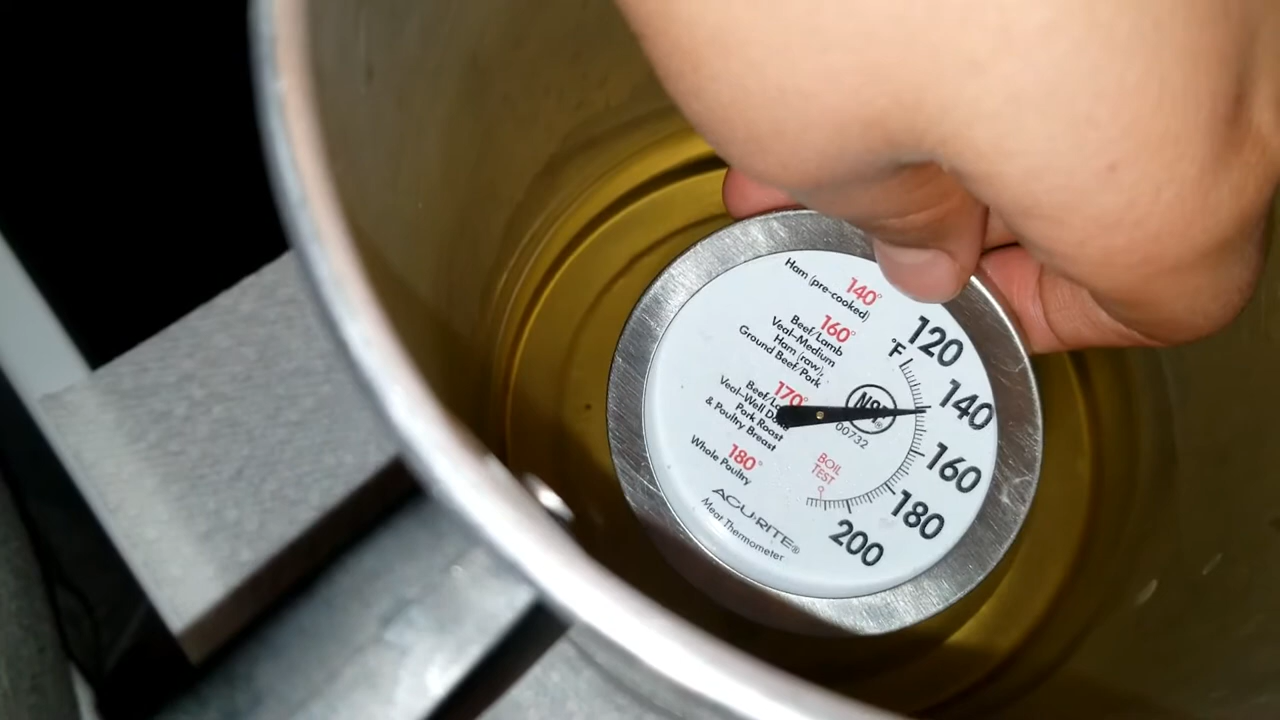 140°
Ham (pre-cooked)
160°
Beef/Lamb
Veal-Medium
Ham (raw),
Ground Beef/Pork
170°
Veal-Well
Pork Roast
& Poultry Breast
180°
Whole Poultry
ACU·RITE®
Meat Thermometer
°F
120
140
160
180
200
NSF
®
00732
BOIL
TEST